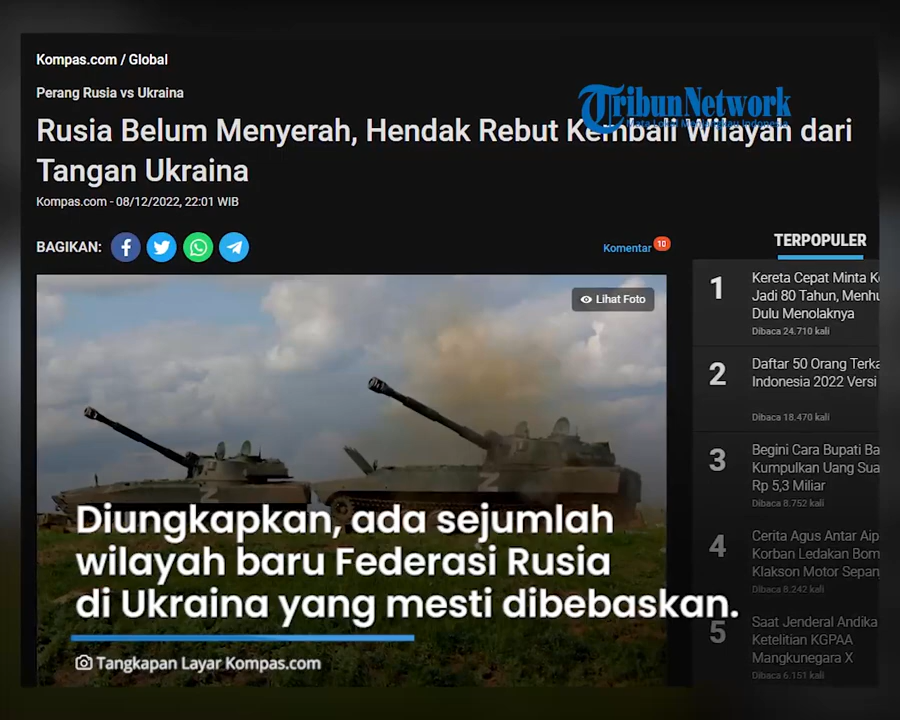 Kompas.com / Global
Perang Rusia vs Ukraina
TribunNetwork
Rusia Belum Menyerah, Hendak Rebut Kembali Wilayah dari
Tangan Ukraina
Kompas.com - 08/12/2022, 22:01 WIB
BAGIKAN:
Komentar 10
Lihat Foto
TERPOPULER
1
Kereta Cepat Minta
Jadi 80 Tahun, Menhu
Dulu Menolaknya
Dibaca 24.710 kali
2
Daftar 50 Orang Terka
Indonesia 2022 Versi
Dibaca 18.470 kali
3
Begini Cara Bupati Ba
Kumpulkan Uang Sua
Rp 5,3 Miliar
Dibaca 8.752 kali
4
Cerita Agus Antar Aip
Korban Ledakan Bom
Klakson Motor Sepan
Dibaca 8.242 kali
5
Saat Jenderal Andika
Ketelitian KGPAA
Mangkunegara X
Dibaca 6.151 kali
Z
Z
Diungkapkan, ada sejumlah
wilayah baru Federasi Rusia
di Ukraina yang mesti dibebaskan.
Tangkapan Layar Kompas.com